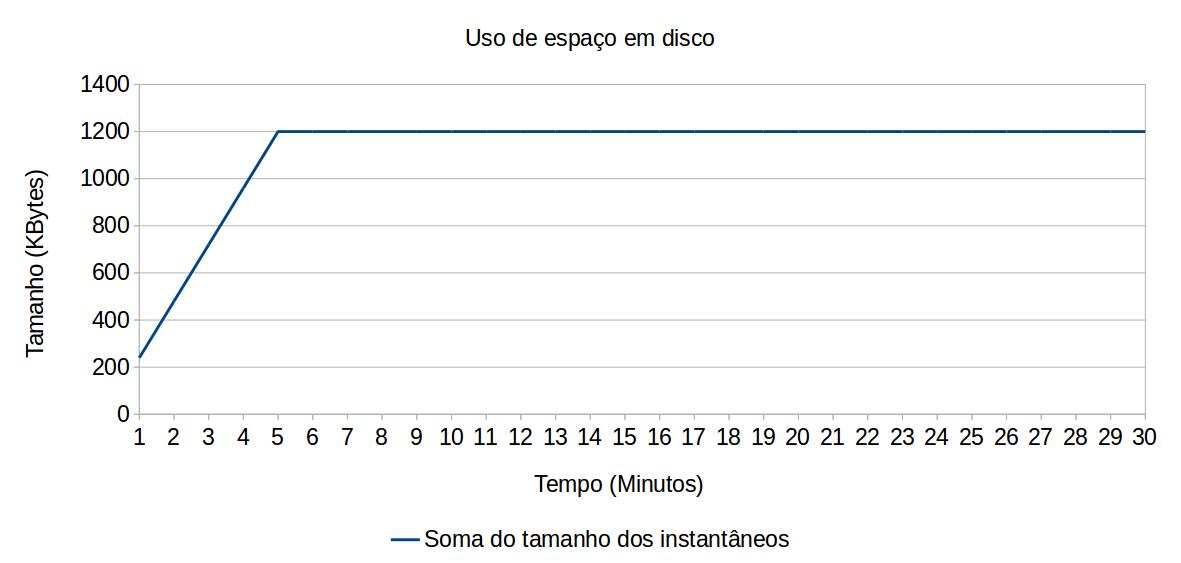 Uso de espaço em disco
1400
1200
1000
800
600
400
200
0
Tamanho (KBytes)
1 2 3 4 5 6 7 8 9 10 11 12 13 14 15 16 17 18 19 20 21 22 23 24 25 26 27 28 29 30
Tempo (Minutos)
Soma do tamanho dos instantâneos